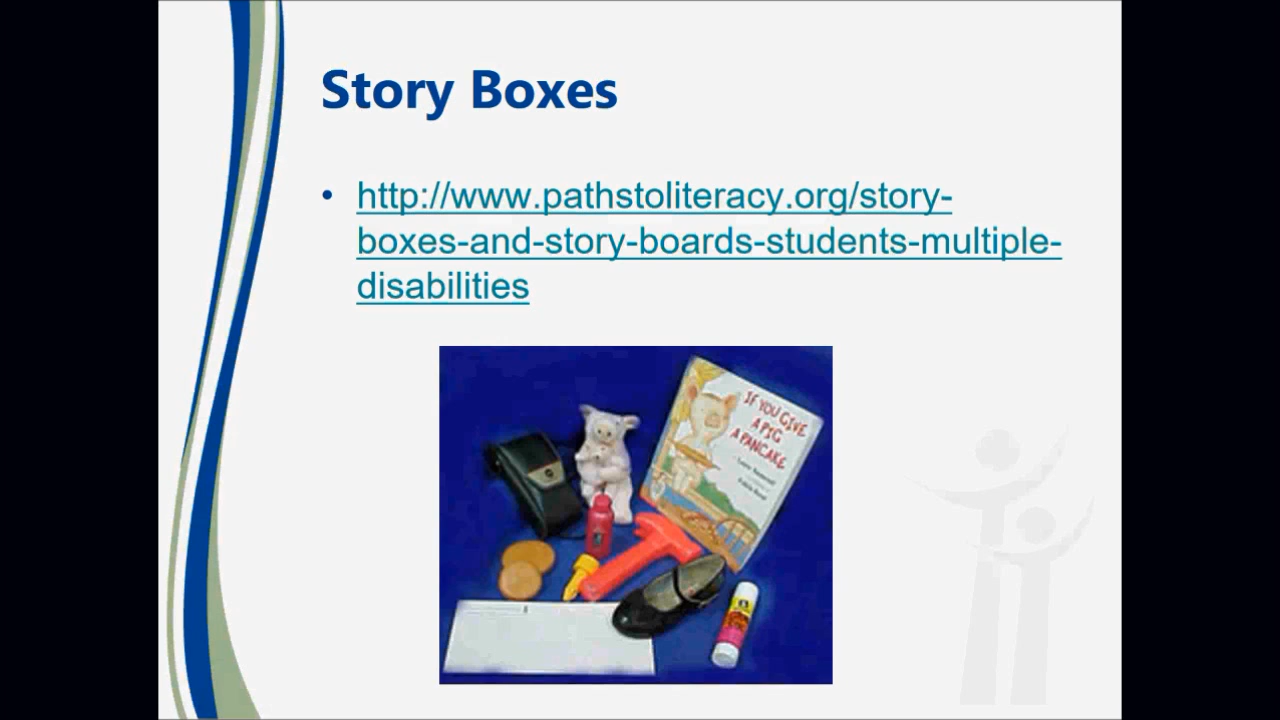 Story Boxes
• http://www.pathstoliteracy.org/story-
boxes-and-story-boards-students-multiple-
disabilities
IF YOU GIVE
A PIG
A PANCAKE